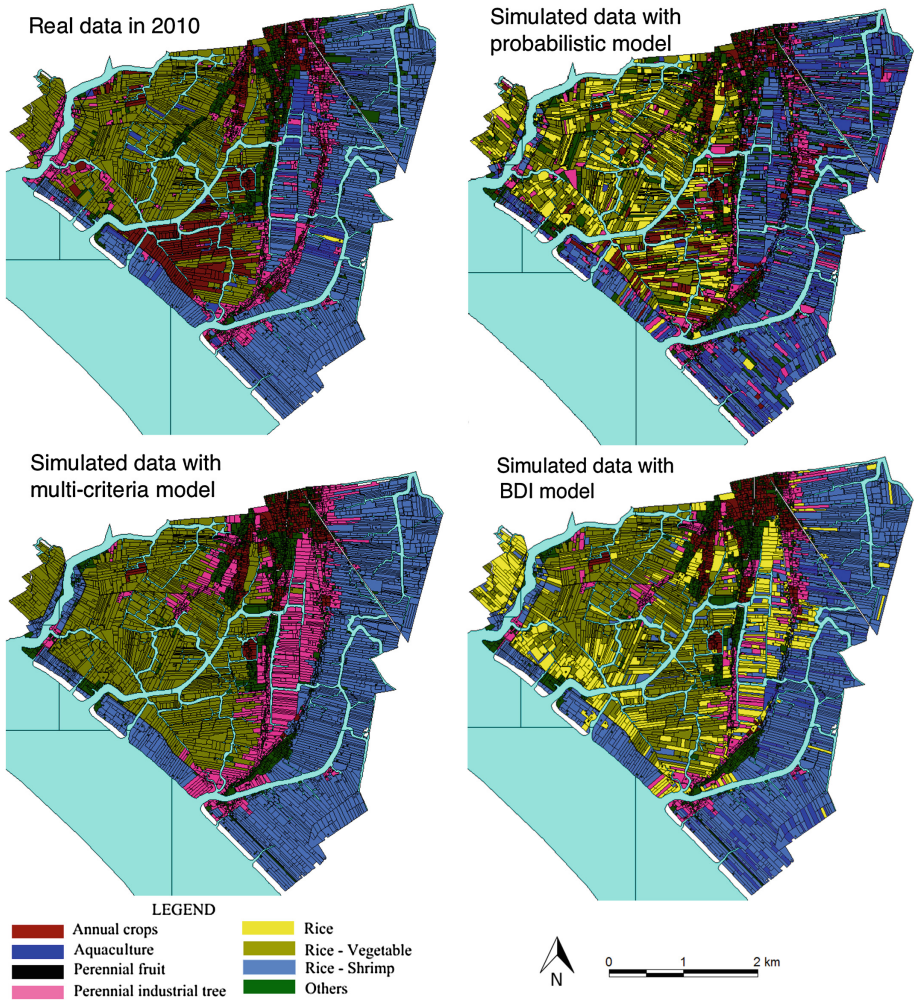 Real data in 2010
Simulated data with
probabilistic model
Simulated data with
multi-criteria model
Simulated data with
BDI model
LEGEND
Annual crops
Aquaculture
Perennial fruit
Perennial industrial tree
Rice
Rice - Vegetable
Rice - Shrimp
Others
N
0 1 2 km